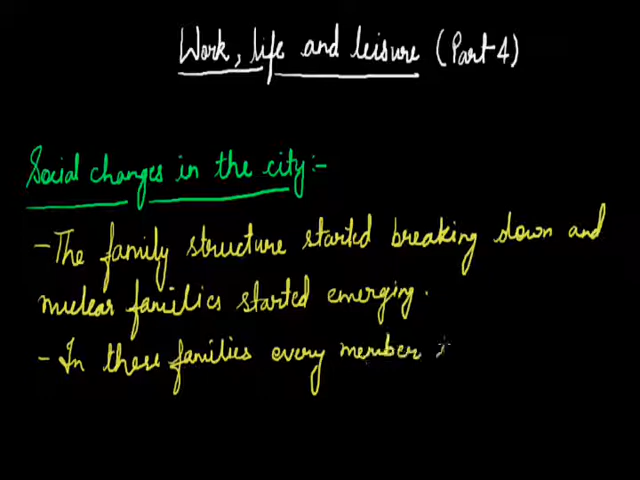 Work, life and leisure (Part-4)
Social changes in the city:-
- The family structure started breaking down and
nuclear families started emerging.
- In these families every member